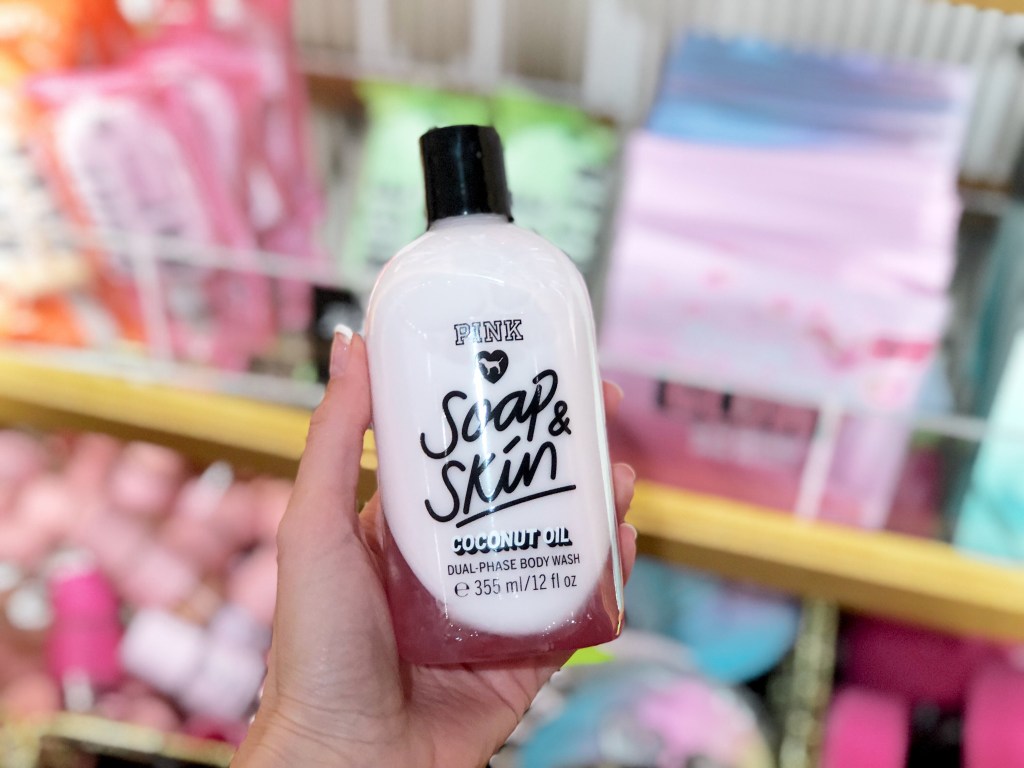 PINK
Soap &
Skin
COCONUT OIL
DUAL-PHASE BODY WASH
℮ 355 ml/12 fl oz